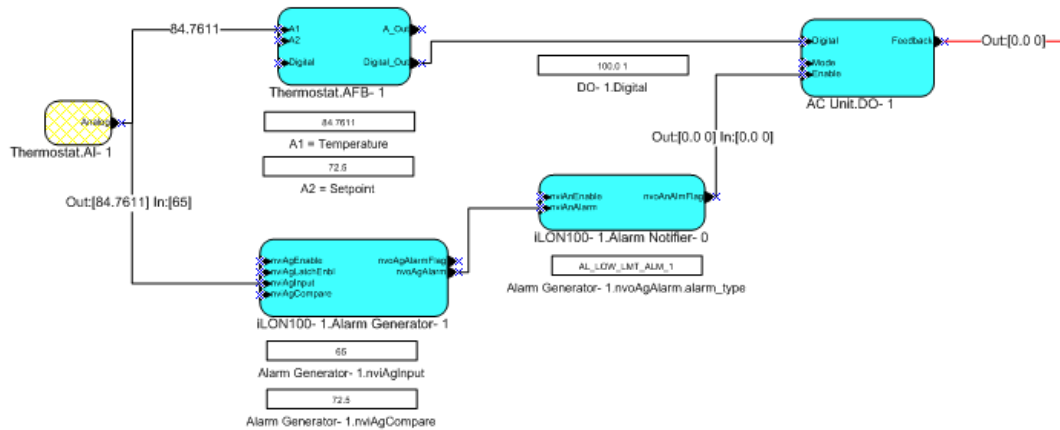 84.7611
A1
A2
Digital
A_Out
Digital_Out
Thermostat.AFB- 1
84.7611
A1 = Temperature
72.5
A2 = Setpoint
100.0 1
DO- 1.Digital
Digital
Mode
Enable
Feedback
AC Unit.DO- 1
Out:[0.0 0]
Analog
Thermostat.AI- 1
Out:[84.7611] In:[65]
Out:[0.0 0] In:[0.0 0]
nviAnEnable
nviAnAlarm
nvoAnAlmFlag
iLON100- 1.Alarm Notifier- 0
AL_LOW_LMT_ALM_1
Alarm Generator- 1.nvoAgAlarm.alarm_type
nviAgEnable
nviAgLatchEnbl
nviAgInput
nviAgCompare
nvoAgAlarmFlag
nvoAgAlarm
iLON100- 1.Alarm Generator- 1
65
Alarm Generator- 1.nviAgInput
72.5
Alarm Generator- 1.nviAgCompare